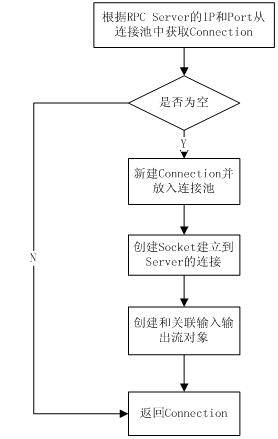 根据RPC Server的IP和Port从
连接池中获取Connection
是否为空
Y
新建Connection并
放入连接池
创建Socket建立到
Server的连接
N
创建和关联输入输
出流对象
返回Connection